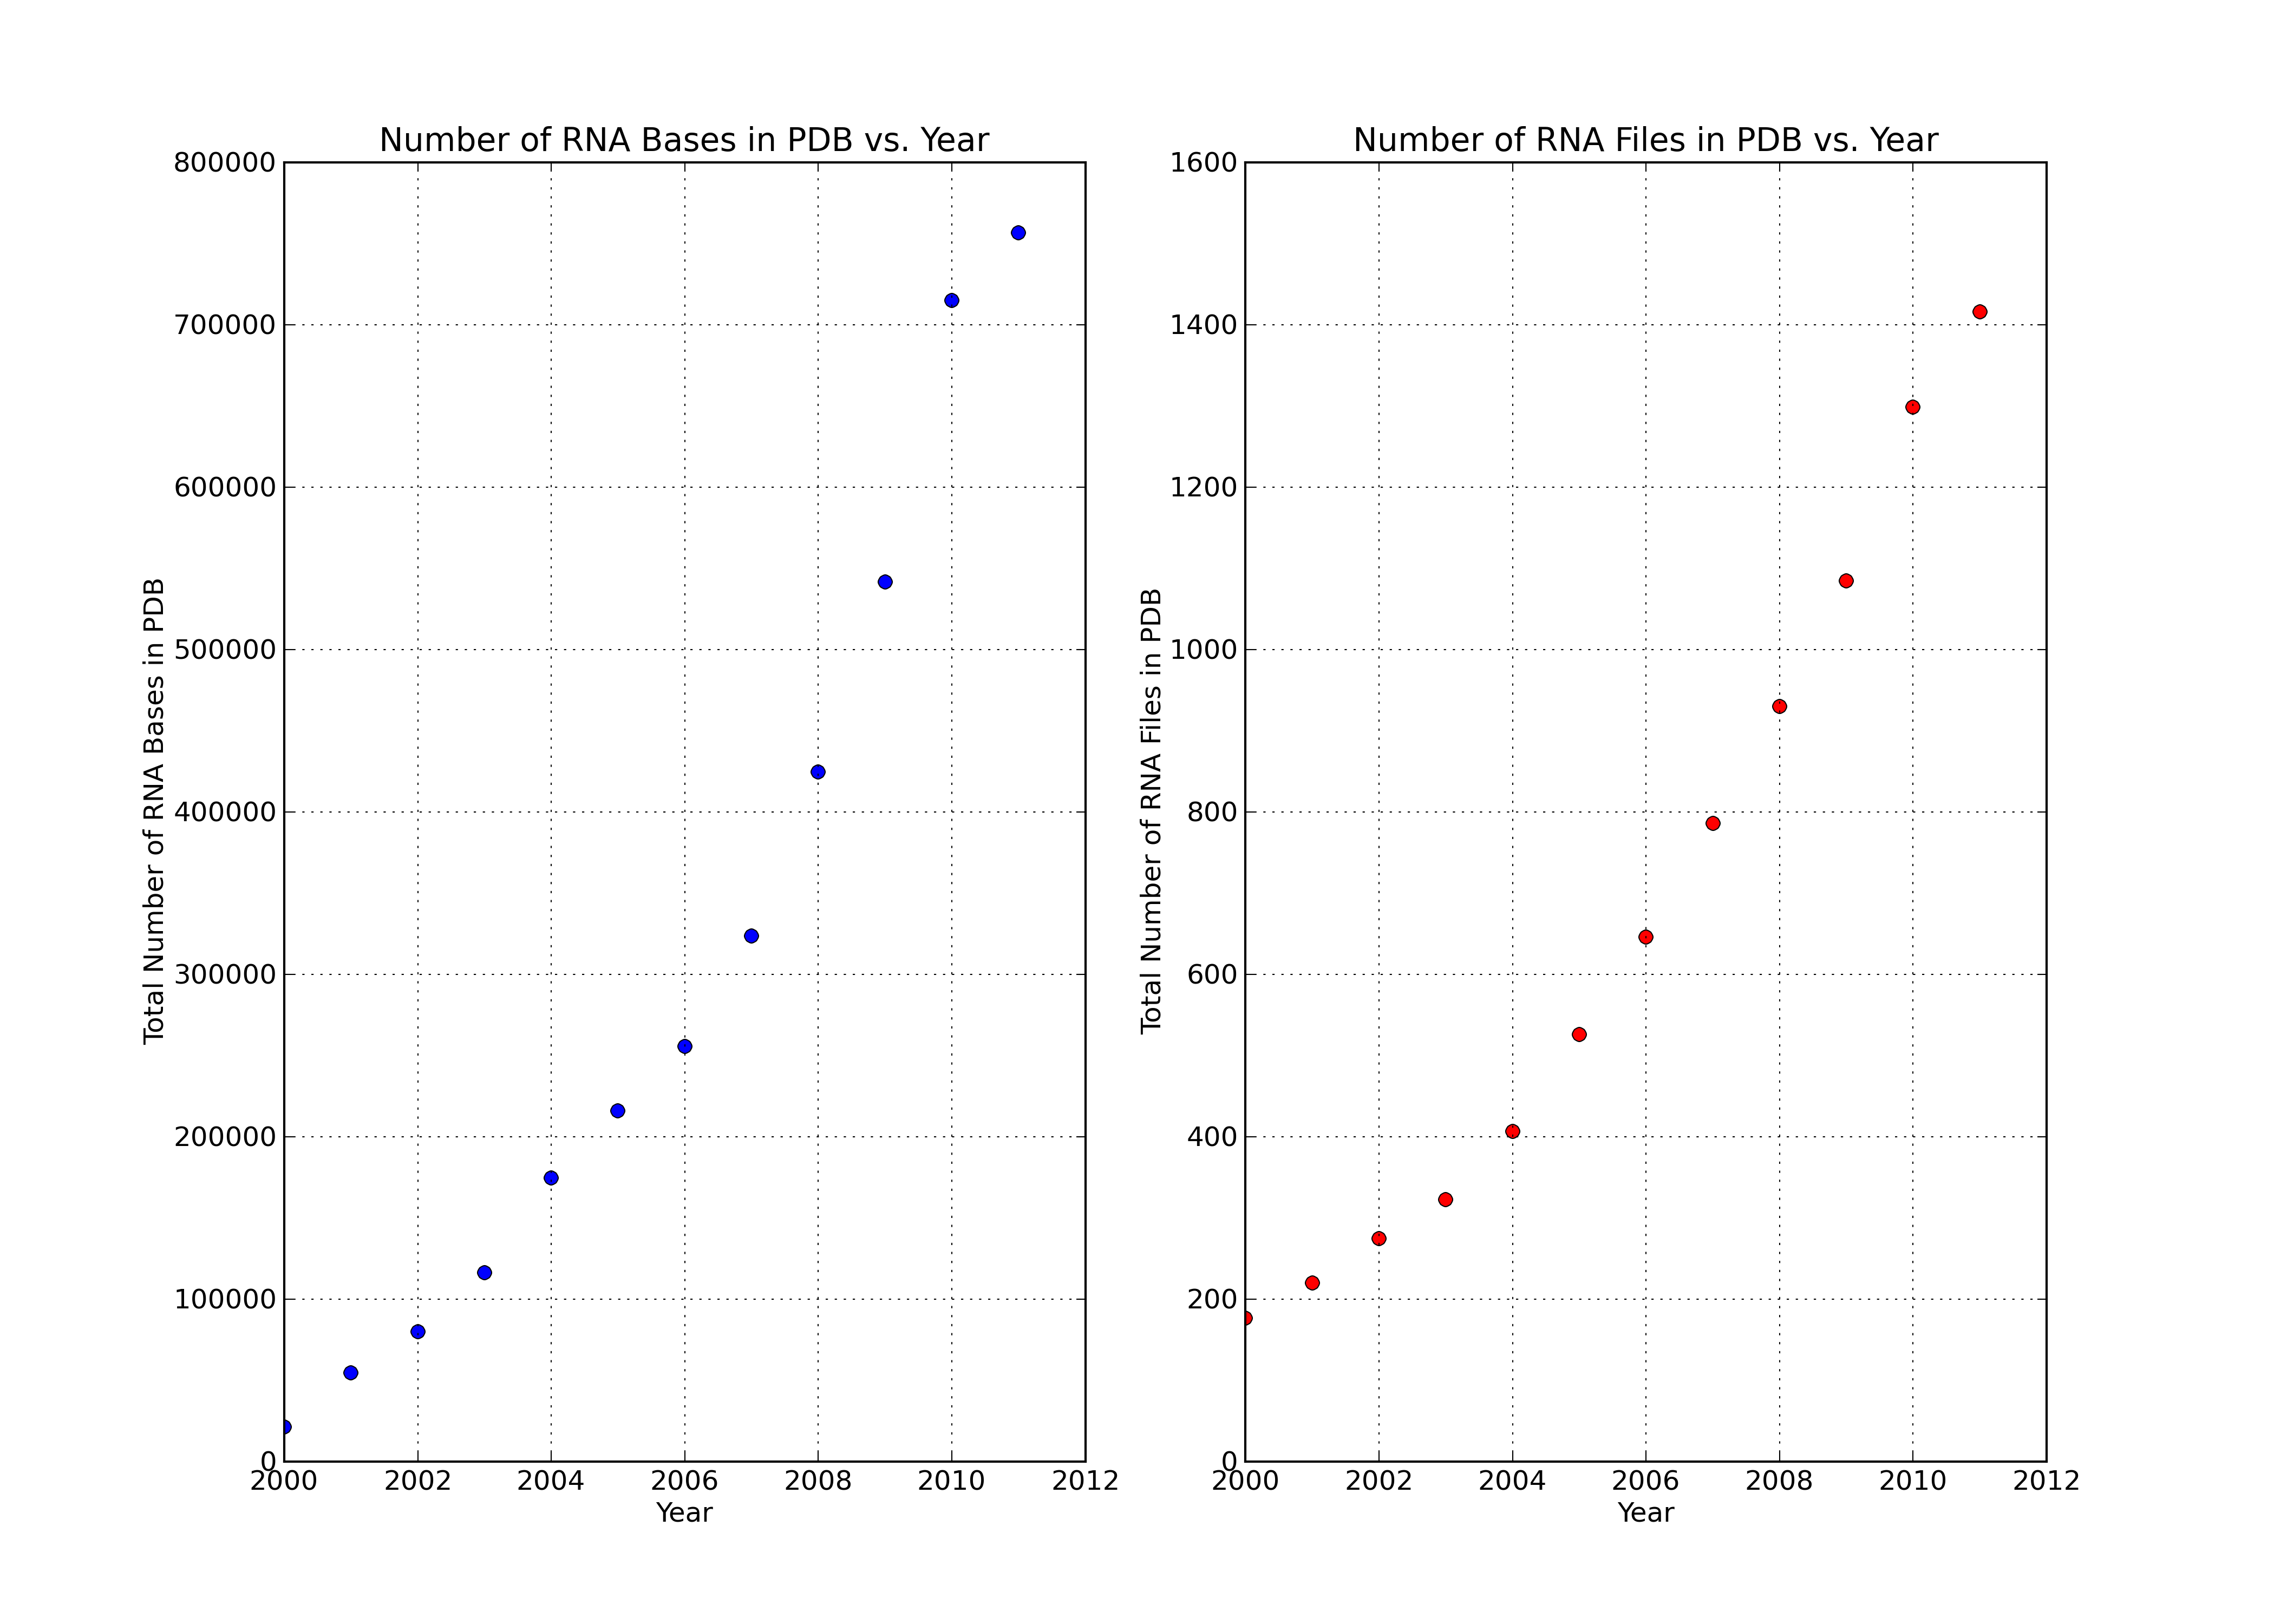 Number of RNA Bases in PDB vs. Year
800000
700000
600000
500000
400000
300000
200000
100000
0
Total Number of RNA Bases in PDB
2000 2002 2004 2006 2008 2010 2012
Year
Number of RNA Files in PDB vs. Year
1600
1400
1200
1000
800
600
400
200
0
Total Number of RNA Files in PDB
2000 2002 2004 2006 2008 2010 2012
Year